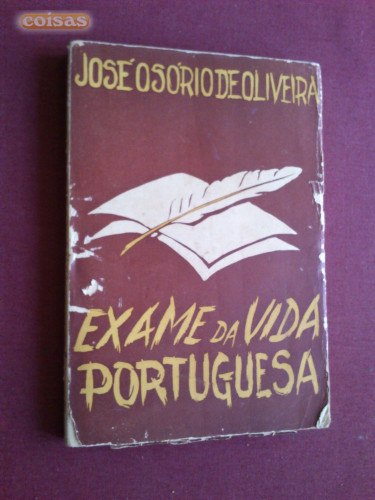 coisas
JOSÉ OSÓRIO DE OLIVEIRA
EXAME DA VIDA
PORTUGUESA